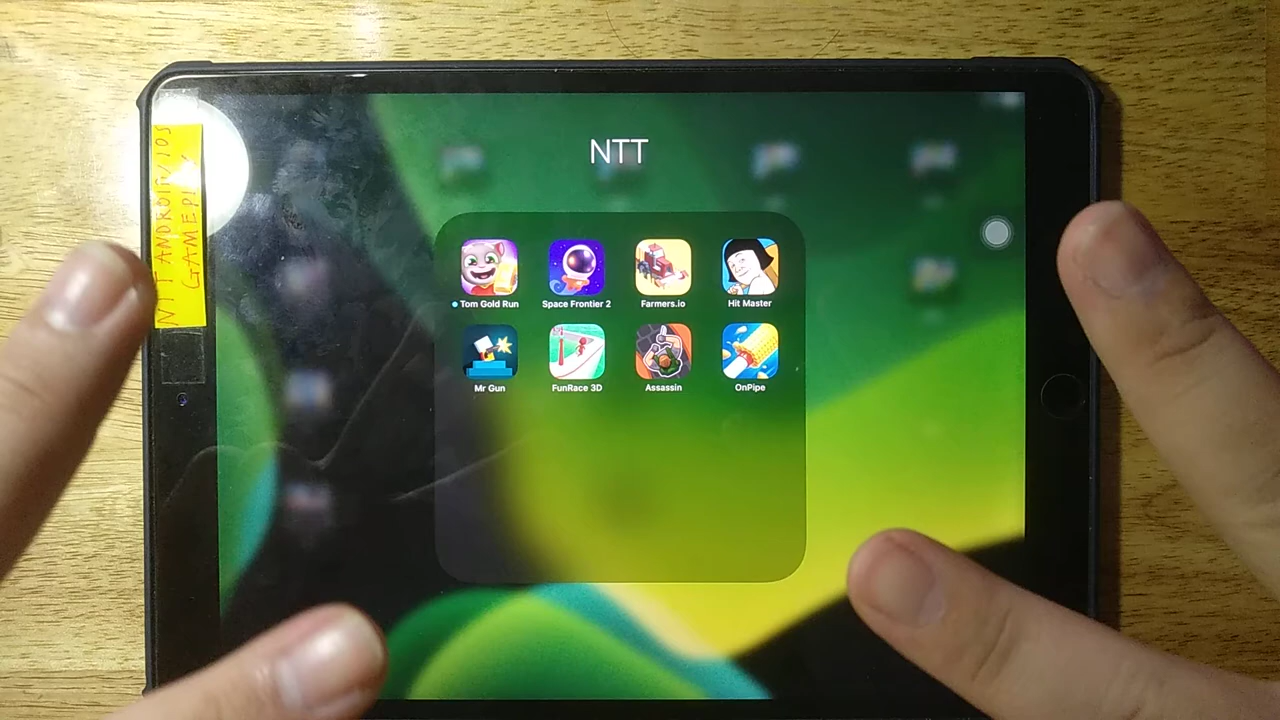 NTT ANDROID/IOS
GAMEPLAY
NTT
Tom Gold Run
Space Frontier 2
Farmers.io
Hit Master
Mr Gun
FunRace 3D
Assassin
OnPipe